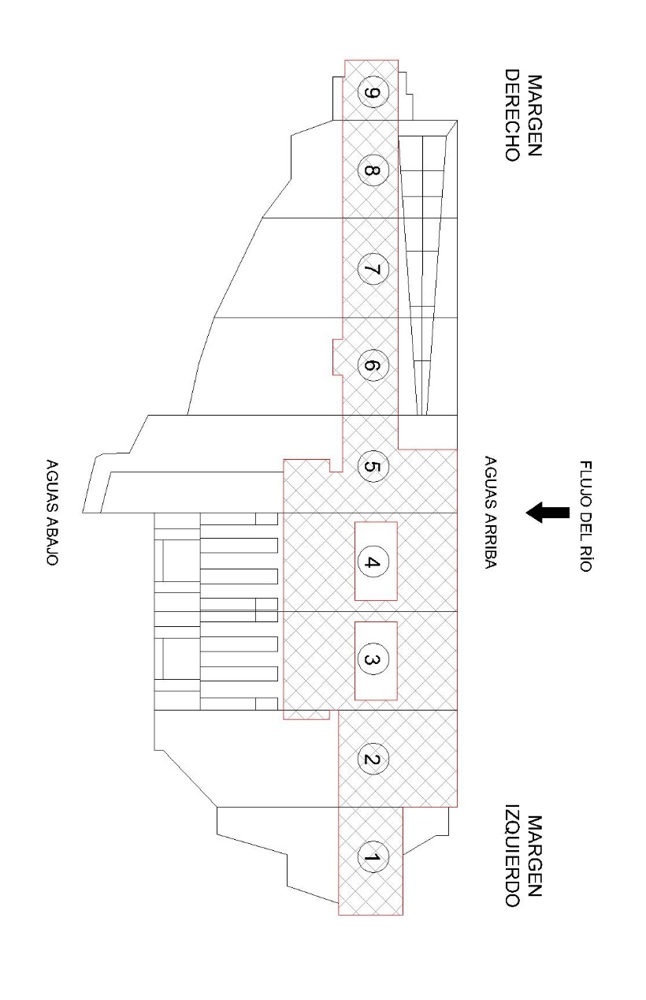 FLUJO DEL RÍO
MARGEN
DERECHO
MARGEN
IZQUIERDO
AGUAS ARRIBA
9
8
7
6
5
4
3
2
1
AGUAS ABAJO